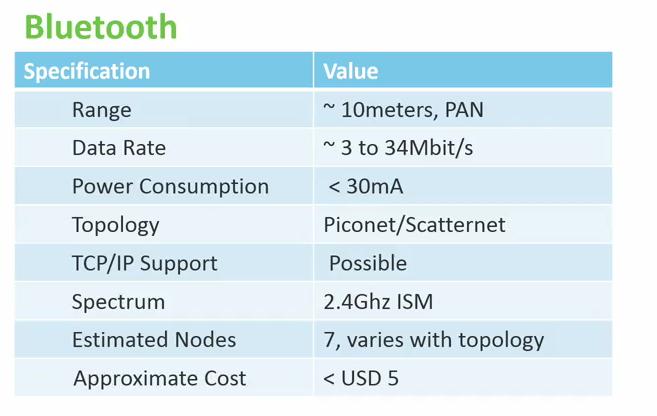 Bluetooth
Specification Value
Range ~ 10meters, PAN
Data Rate ~ 3 to 34Mbit/s
Power Consumption < 30mA
Topology Piconet/Scatternet
TCP/IP Support Possible
Spectrum 2.4Ghz ISM
Estimated Nodes 7, varies with topology
Approximate Cost < USD 5